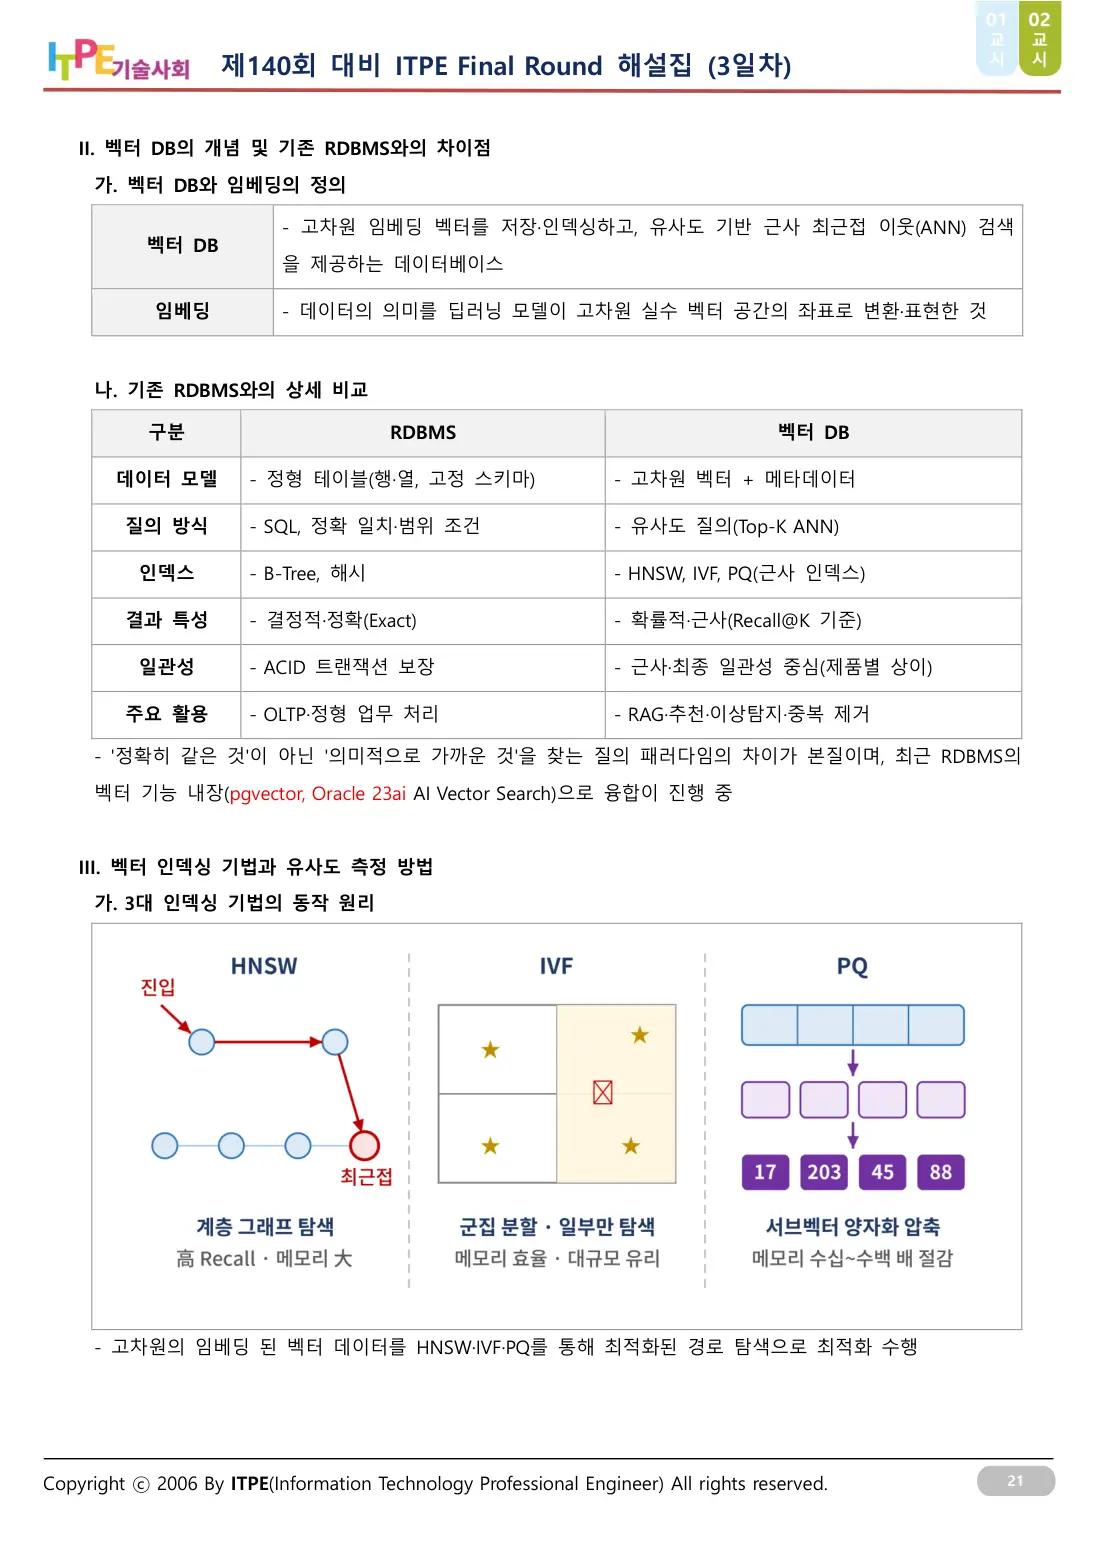 ITPE기술사회 제140회 대비 ITPE Final Round 해설집 (3일차)
01
교
시
02
교
시
II. 벡터 DB의 개념 및 기존 RDBMS와의 차이점
가. 벡터 DB와 임베딩의 정의
벡터 DB
- 고차원 임베딩 벡터를 저장·인덱싱하고, 유사도 기반 근사 최근접 이웃(ANN) 검색
을 제공하는 데이터베이스
임베딩
- 데이터의 의미를 딥러닝 모델이 고차원 실수 벡터 공간의 좌표로 변환·표현한 것
나. 기존 RDBMS와의 상세 비교
구분 RDBMS 벡터 DB
데이터 모델 - 정형 테이블(행·열, 고정 스키마) - 고차원 벡터 + 메타데이터
질의 방식 - SQL, 정확 일치·범위 조건 - 유사도 질의(Top-K ANN)
인덱스 - B-Tree, 해시 - HNSW, IVF, PQ(근사 인덱스)
결과 특성 - 결정적·정확(Exact) - 확률적·근사(Recall@K 기준)
일관성 - ACID 트랜잭션 보장 - 근사·최종 일관성 중심(제품별 상이)
주요 활용 - OLTP·정형 업무 처리 - RAG·추천·이상탐지·중복 제거
- '정확히 같은 것'이 아닌 '의미적으로 가까운 것'을 찾는 질의 패러다임의 차이가 본질이며, 최근 RDBMS의
벡터 기능 내장(pgvector, Oracle 23ai AI Vector Search)으로 융합이 진행 중
III. 벡터 인덱싱 기법과 유사도 측정 방법
가. 3대 인덱싱 기법의 동작 원리
HNSW
진입
최근접
계층 그래프 탐색
高 Recall · 메모리 大
IVF
군집 분할 · 일부만 탐색
메모리 효율 · 대규모 유리
PQ
17 203 45 88
서브벡터 양자화 압축
메모리 수십~수백 배 절감
- 고차원의 임베딩 된 벡터 데이터를 HNSW·IVF·PQ를 통해 최적화된 경로 탐색으로 최적화 수행
Copyright ⓒ 2006 By ITPE(Information Technology Professional Engineer) All rights reserved.
21